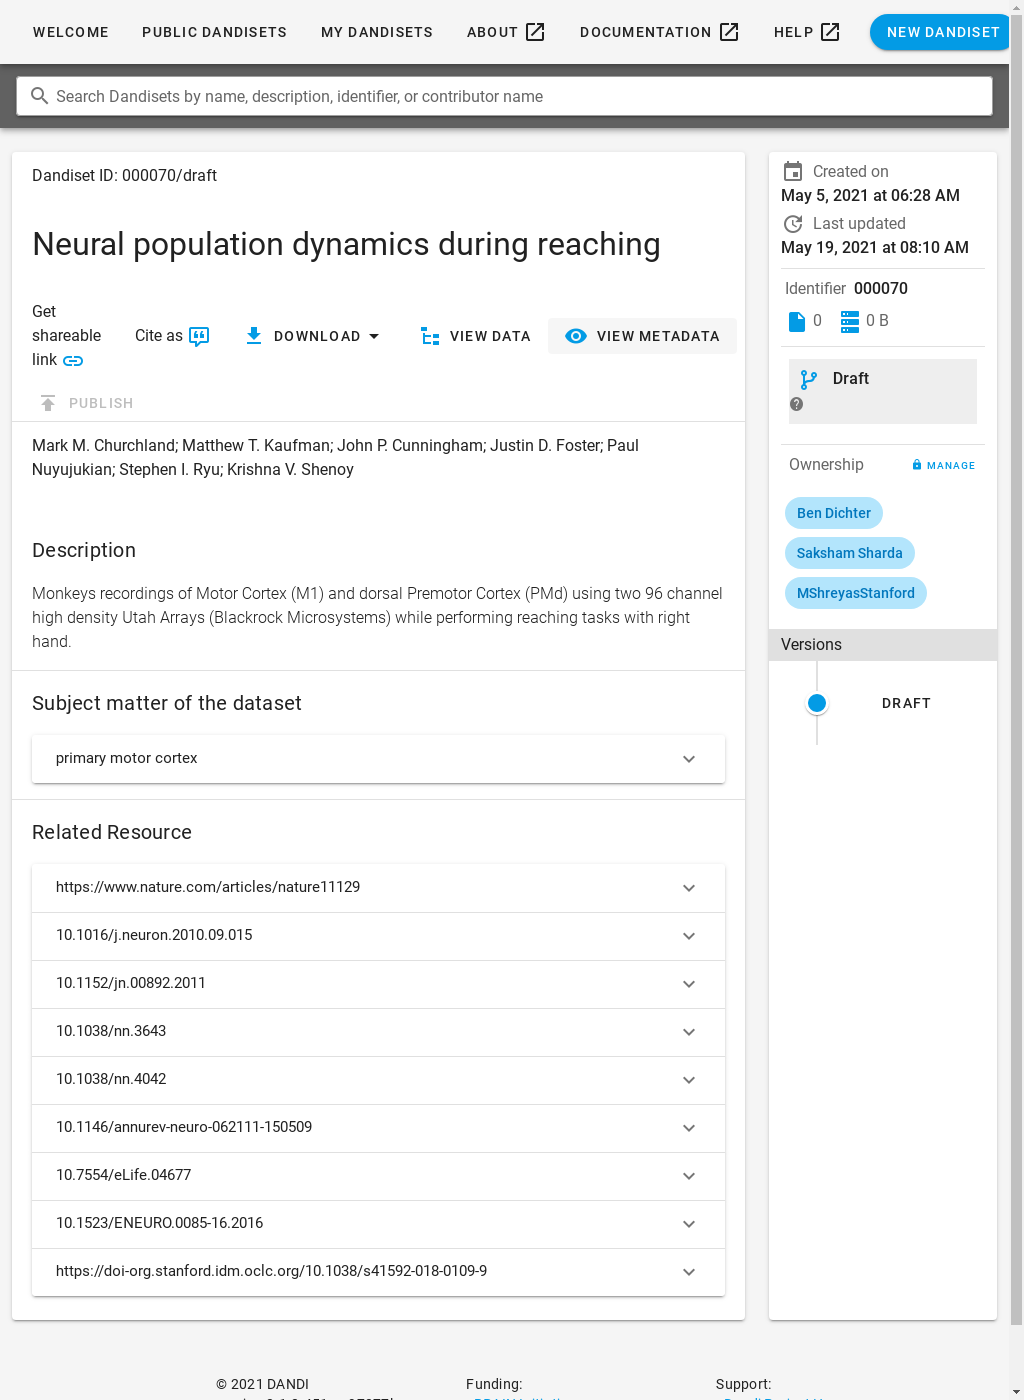 WELCOME PUBLIC DANDISETS MY DANDISETS ABOUT DOCUMENTATION HELP NEW DANDISET
Search Dandisets by name, description, identifier, or contributor name
Dandiset ID: 000070/draft
Neural population dynamics during reaching
Get
shareable
link
Cite as
DOWNLOAD
VIEW DATA
VIEW METADATA
PUBLISH
Mark M. Churchland; Matthew T. Kaufman; John P. Cunningham; Justin D. Foster; Paul
Nuyujukian; Stephen I. Ryu; Krishna V. Shenoy
Description
Monkeys recordings of Motor Cortex (M1) and dorsal Premotor Cortex (PMd) using two 96 channel
high density Utah Arrays (Blackrock Microsystems) while performing reaching tasks with right
hand.
Subject matter of the dataset
primary motor cortex
Related Resource
https://www.nature.com/articles/nature11129
10.1016/j.neuron.2010.09.015
10.1152/jn.00892.2011
10.1038/nn.3643
10.1038/nn.4042
10.1146/annurev-neuro-062111-150509
10.7554/eLife.04677
10.1523/ENEURO.0085-16.2016
https://doi-org.stanford.idm.oclc.org/10.1038/s41592-018-0109-9
Created on
May 5, 2021 at 06:28 AM
Last updated
May 19, 2021 at 08:10 AM
Identifier 000070
0 0 B
Draft
Ownership MANAGE
Ben Dichter
Saksham Sharda
MShreyasStanford
Versions
DRAFT
© 2021 DANDI
Funding:
Support: